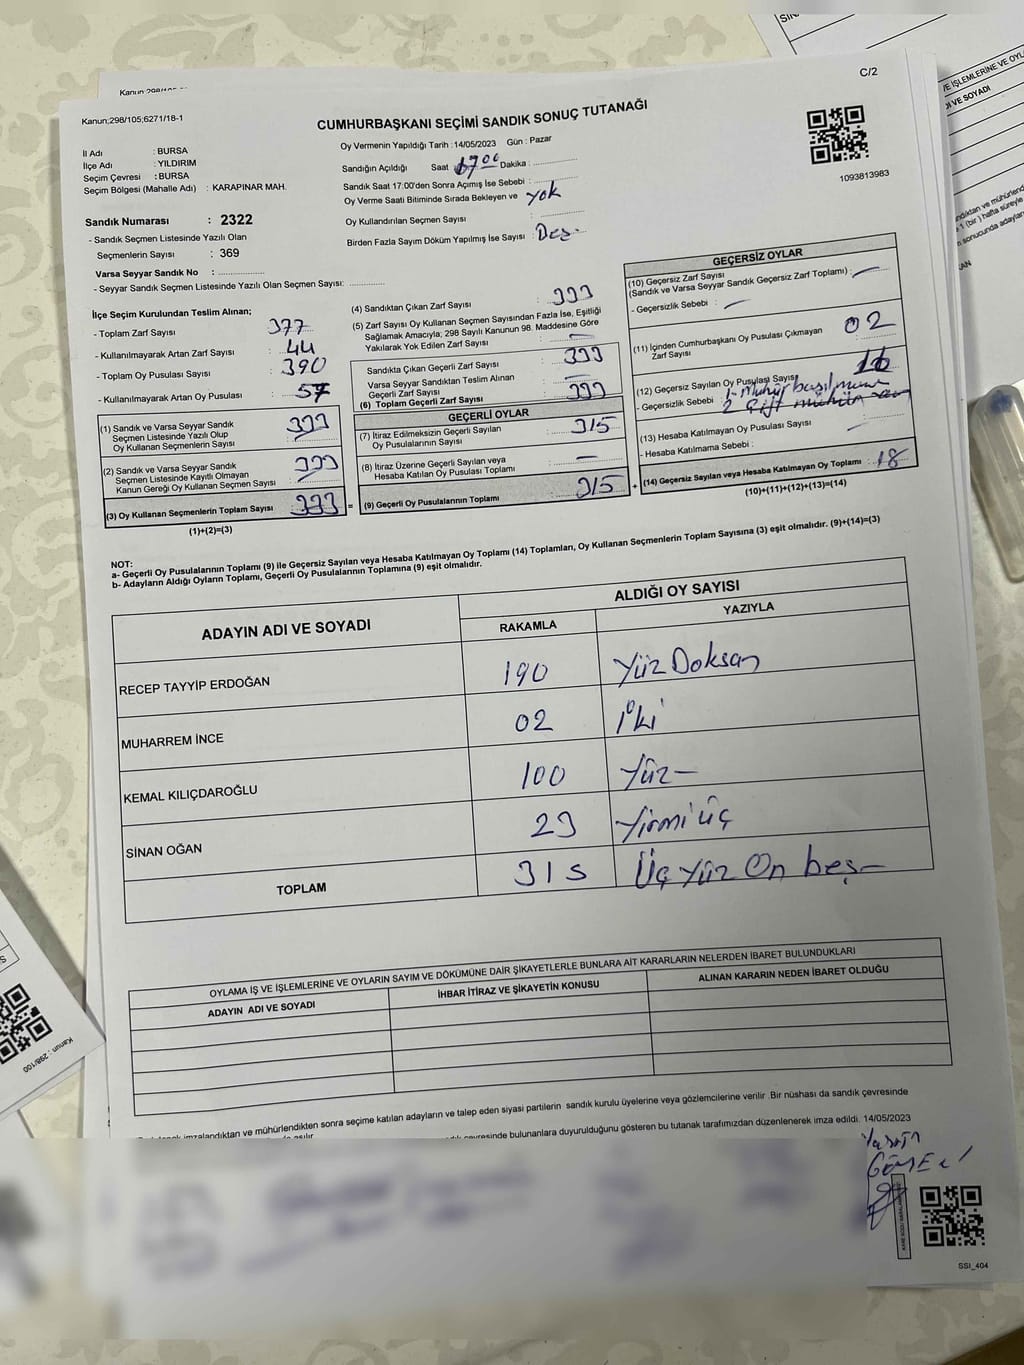 C/2
Kanun;298/105;6271/18-1
CUMHURBAŞKANI SEÇİMİ SANDIK SONUÇ TUTANAĞI
İl Adı : BURSA
İlçe Adı : YILDIRIM
Seçim Çevresi : BURSA
Seçim Bölgesi (Mahalle Adı) : KARAPINAR MAH.
Oy Vermenin Yapıldığı Tarih :14/05/2023 Gün : Pazar
Sandığın Açıldığı Saat 1700 Dakika :
Sandık Saat 17:00'den Sonra Açımış İse Sebebi :
Oy Verme Saati Bitiminde Sırada Bekleyen ve yok
Oy Kullandırılan Seçmen Sayısı :
Birden Fazla Sayım Döküm Yapılmış İse Sayısı
1093813983
Sandık Numarası : 2322
- Sandık Seçmen Listesinde Yazılı Olan
Seçmenlerin Sayısı : 369
Varsa Seyyar Sandık No :
- Seyyar Sandık Seçmen Listesinde Yazılı Olan Seçmen Sayısı:
İlçe Seçim Kurulundan Teslim Alınan;
- Toplam Zarf Sayısı : 377
- Kullanılmayarak Artan Zarf Sayısı : 44
- Toplam Oy Pusulası Sayısı : 390
- Kullanılmayarak Artan Oy Pusulası : 57
(1) Sandık ve Varsa Seyyar Sandık
Seçmen Listesinde Yazılı Olup
Oy Kullanan Seçmenlerin Sayısı 333
(2) Sandık ve Varsa Seyyar Sandık
Seçmen Listesinde Kayıtlı Olmayan
Kanun Gereği Oy Kullanan Seçmen Sayısı 333
(3) Oy Kullanan Seçmenlerin Toplam Sayısı 333
(1)+(2)=(3)
(4) Sandıktan Çıkan Zarf Sayısı : 333
(5) Zarf Sayısı Oy Kullanan Seçmen Sayısından Fazla İse, Eşitliği
Sağlamak Amacıyla, 298 Sayılı Kanunun 98. Maddesine Göre
Yakılarak Yok Edilen Zarf Sayısı : —
Sandıkta Çıkan Geçerli Zarf Sayısı : 333
Varsa Seyyar Sandıktan Teslim Alınan
Geçerli Zarf Sayısı : —
(6) Toplam Geçerli Zarf Sayısı : 333
GEÇERLİ OYLAR
(7) İtiraz Edilmeksizin Geçerli Sayılan
Oy Pusulalarının Sayısı : 315
(8) İtiraz Üzerine Geçerli Sayılan veya
Hesaba Katılan Oy Pusulası Toplamı : —
= (9) Geçerli Oy Pusulalarının Toplamı : 315 +
GEÇERSİZ OYLAR
(10) Geçersiz Zarf Sayısı
(Sandık ve Varsa Seyyar Sandık Geçersiz Zarf Toplamı) : —
- Geçersizlik Sebebi : —
(11) İçinden Cumhurbaşkanı Oy Pusulası Çıkmayan
Zarf Sayısı : 02
(12) Geçersiz Sayılan Oy Pusulası Sayısı : 16
- Geçersizlik Sebebi : 1- Mühür basılmama
2 Çift mühür
(13) Hesaba Katılmayan Oy Pusulası Sayısı : —
- Hesaba Katılmama Sebebi :
(14) Geçersiz Sayılan veya Hesaba Katılmayan Oy Toplamı : 18
(10)+(11)+(12)+(13)=(14)
NOT:
a- Geçerli Oy Pusulalarının Toplamı (9) ile Geçersiz Sayılan veya Hesaba Katılmayan Oy Toplamı (14) Toplamları, Oy Kullanan Seçmenlerin Toplam Sayısına (3) eşit olmalıdır. (9)+(14)=(3)
b- Adayların Aldığı Oyların Toplamı, Geçerli Oy Pusulalarının Toplamına (9) eşit olmalıdır.
ADAYIN ADI VE SOYADI ALDIĞI OY SAYISI
RAKAMLA YAZIYLA
RECEP TAYYİP ERDOĞAN 190 Yüz Doksan
MUHARREM İNCE 02 İki
KEMAL KILIÇDAROĞLU 100 Yüz —
SİNAN OĞAN 23 Yirmi üç
TOPLAM 315 Üç Yüz On beş —
OYLAMA İŞ VE İŞLEMLERİNE VE OYLARIN SAYIM VE DÖKÜMÜNE DAİR ŞİKAYETLERLE BUNLARA AİT KARARLARIN NELERDEN İBARET BULUNDUKLARI
ADAYIN ADI VE SOYADI İHBAR İTİRAZ VE ŞİKAYETİN KONUSU ALINAN KARARIN NEDEN İBARET OLDUĞU
imzalandıktan ve mühürlendikten sonra seçime katılan adayların ve talep eden siyasi partilerin sandık kurulu üyelerine veya gözlemcilerine verilir .Bir nüshası da sandık çevresinde
çevresinde bulunanlara duyurulduğunu gösteren bu tutanak tarafımızdan düzenlenerek imza edildi. 14/05/2023
SSI_404
Kanun : 298/100